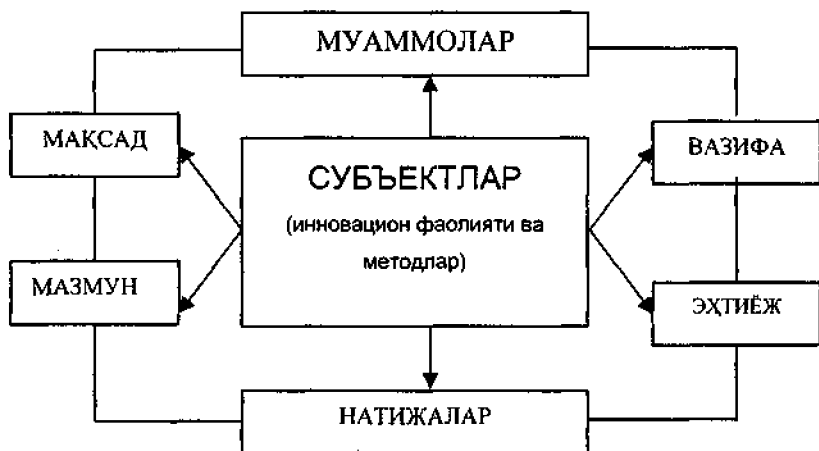 МУАММОЛАР
МАҚСАД
ВАЗИФА
СУБЪЕКТЛАР
(инновацион фаолияти ва
методлар)
МАЗМУН
ЭҲТИЁЖ
НАТИЖАЛАР